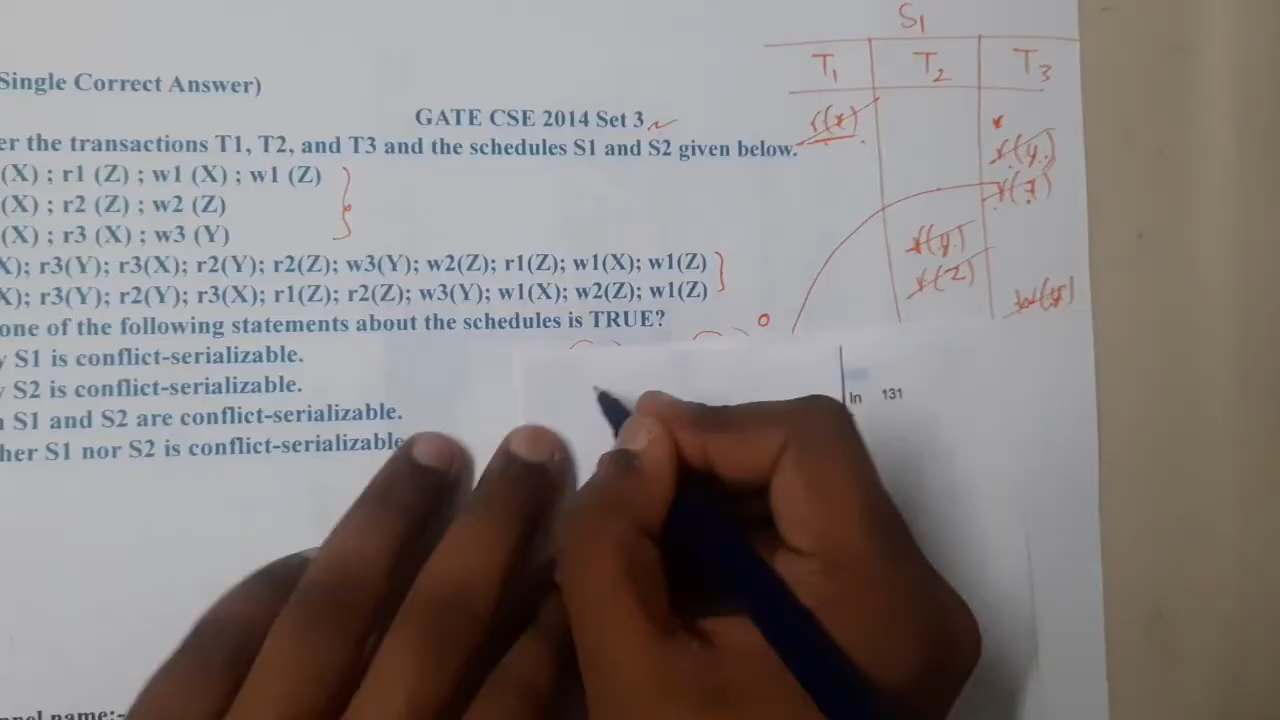 Single Correct Answer)
GATE CSE 2014 Set 3
er the transactions T1, T2, and T3 and the schedules S1 and S2 given below.
(X) ; r1 (Z) ; w1 (X) ; w1 (Z)
(X) ; r2 (Z) ; w2 (Z)
(X) ; r3 (X) ; w3 (Y)
X); r3(Y); r3(X); r2(Y); r2(Z); w3(Y); w2(Z); r1(Z); w1(X); w1(Z)
X); r3(Y); r2(Y); r3(X); r1(Z); r2(Z); w3(Y); w1(X); w2(Z); w1(Z)
one of the following statements about the schedules is TRUE?
y S1 is conflict-serializable.
y S2 is conflict-serializable.
h S1 and S2 are conflict-serializable.
her S1 nor S2 is conflict-serializable
nnel name:-
S1
T1 T2 T3
r(x)
r(y)
r(x)
r(y)
r(z)
w(y)
In 131